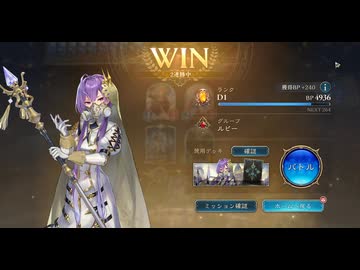 WIN
2連勝中
ランク
D1
獲得BP +240
BP 4936
NEXT 264
グループ
ルビー
使用デッキ
確認
バトル
ミッション確認
ホームに戻る